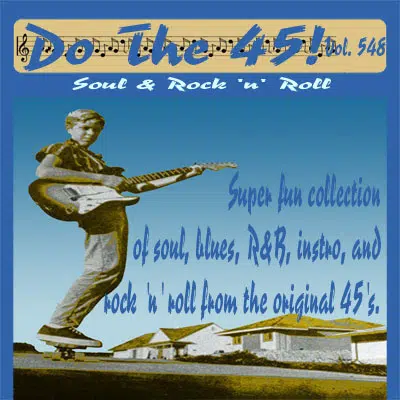 Do The 45! Vol. 548
Soul & Rock 'n' Roll
Super fun collection
of soul, blues, R&B, instro, and
rock 'n' roll from the original 45's.